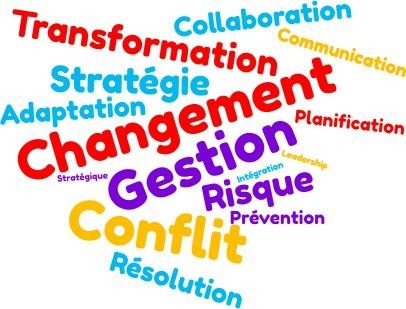 Collaboration
Transformation
Communication
Stratégie
Adaptation
Changement
Planification
Gestion
Leadership
Stratégique
Intégration
Risque
Conflit
Prévention
Résolution